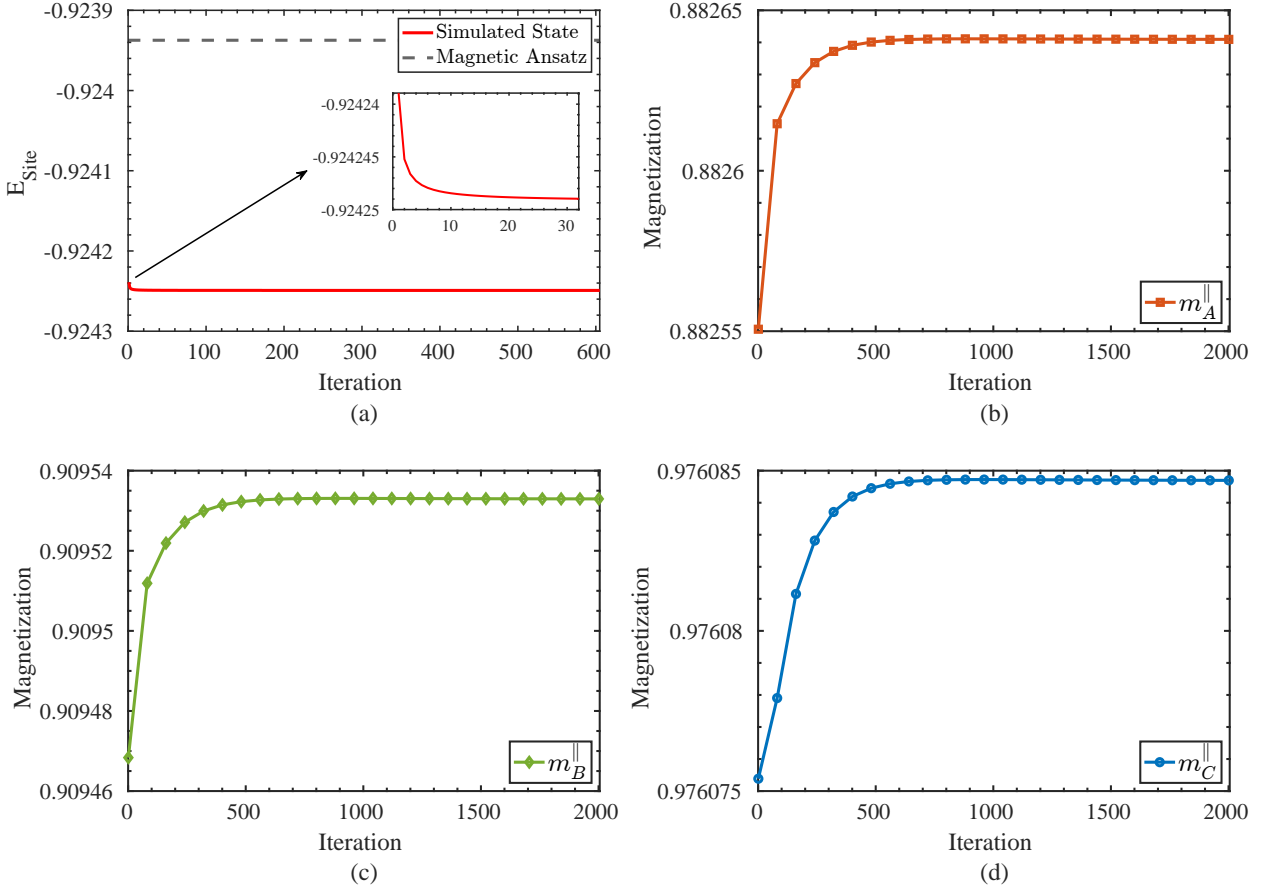 -0.9239
-0.924
-0.9241
-0.9242
-0.9243
E_Site
Simulated State
Magnetic Ansatz
-0.92424
-0.924245
-0.92425
0 10 20 30
0 100 200 300 400 500 600
Iteration
(a)
0.88265
0.8826
0.88255
Magnetization
m_A^∥
0 500 1000 1500 2000
Iteration
(b)
0.90954
0.90952
0.9095
0.90948
0.90946
Magnetization
m_B^∥
0 500 1000 1500 2000
Iteration
(c)
0.976085
0.97608
0.976075
Magnetization
m_C^∥
0 500 1000 1500 2000
Iteration
(d)